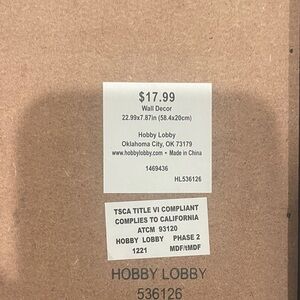 $17.99
Wall Decor
22.99x7.87in (58.4x20cm)
Hobby Lobby
Oklahoma City, OK 73179
www.hobbylobby.com • Made in China
1469436
HL536126
TSCA TITLE VI COMPLIANT
COMPLIES TO CALIFORNIA
ATCM 93120
HOBBY LOBBY PHASE 2
1221 MDF/tMDF
HOBBY LOBBY
536126